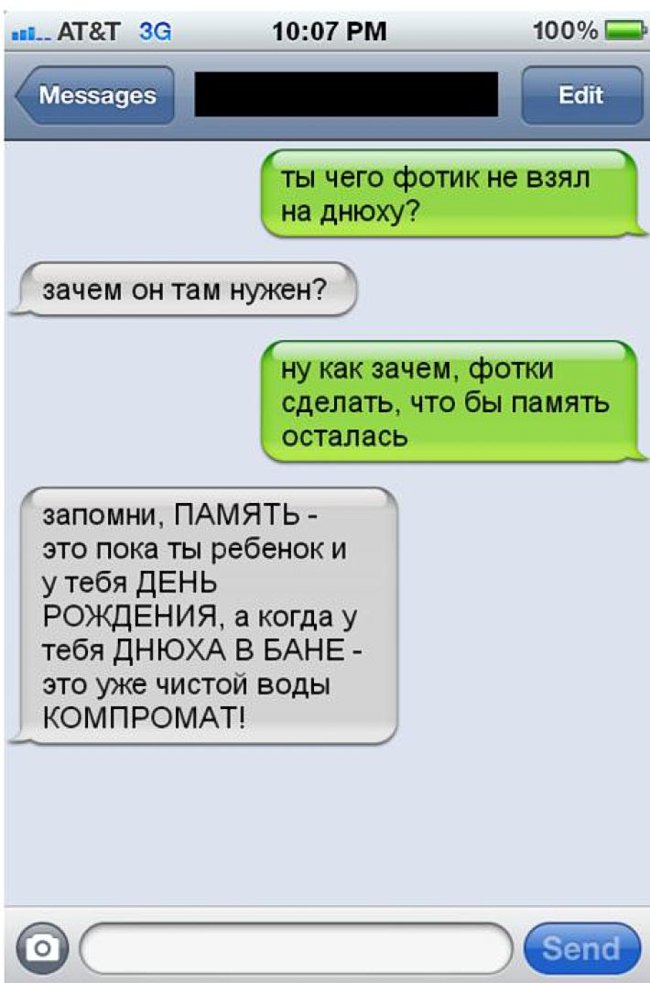 AT&T 3G 10:07 PM 100%
Messages Edit
ты чего фотик не взял
на днюху?
зачем он там нужен?
ну как зачем, фотки
сделать, что бы память
осталась
запомни, ПАМЯТЬ -
это пока ты ребенок и
у тебя ДЕНЬ
РОЖДЕНИЯ, а когда у
тебя ДНЮХА В БАНЕ -
это уже чистой воды
КОМПРОМАТ!
Send